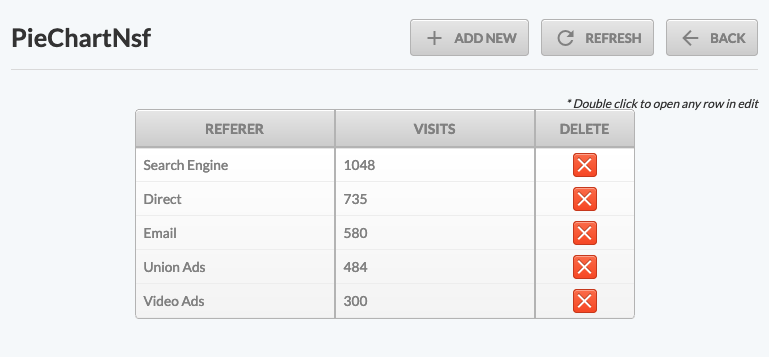 PieChartNsf
ADD NEW
REFRESH
BACK
* Double click to open any row in edit
REFERER VISITS DELETE
Search Engine 1048
Direct 735
Email 580
Union Ads 484
Video Ads 300